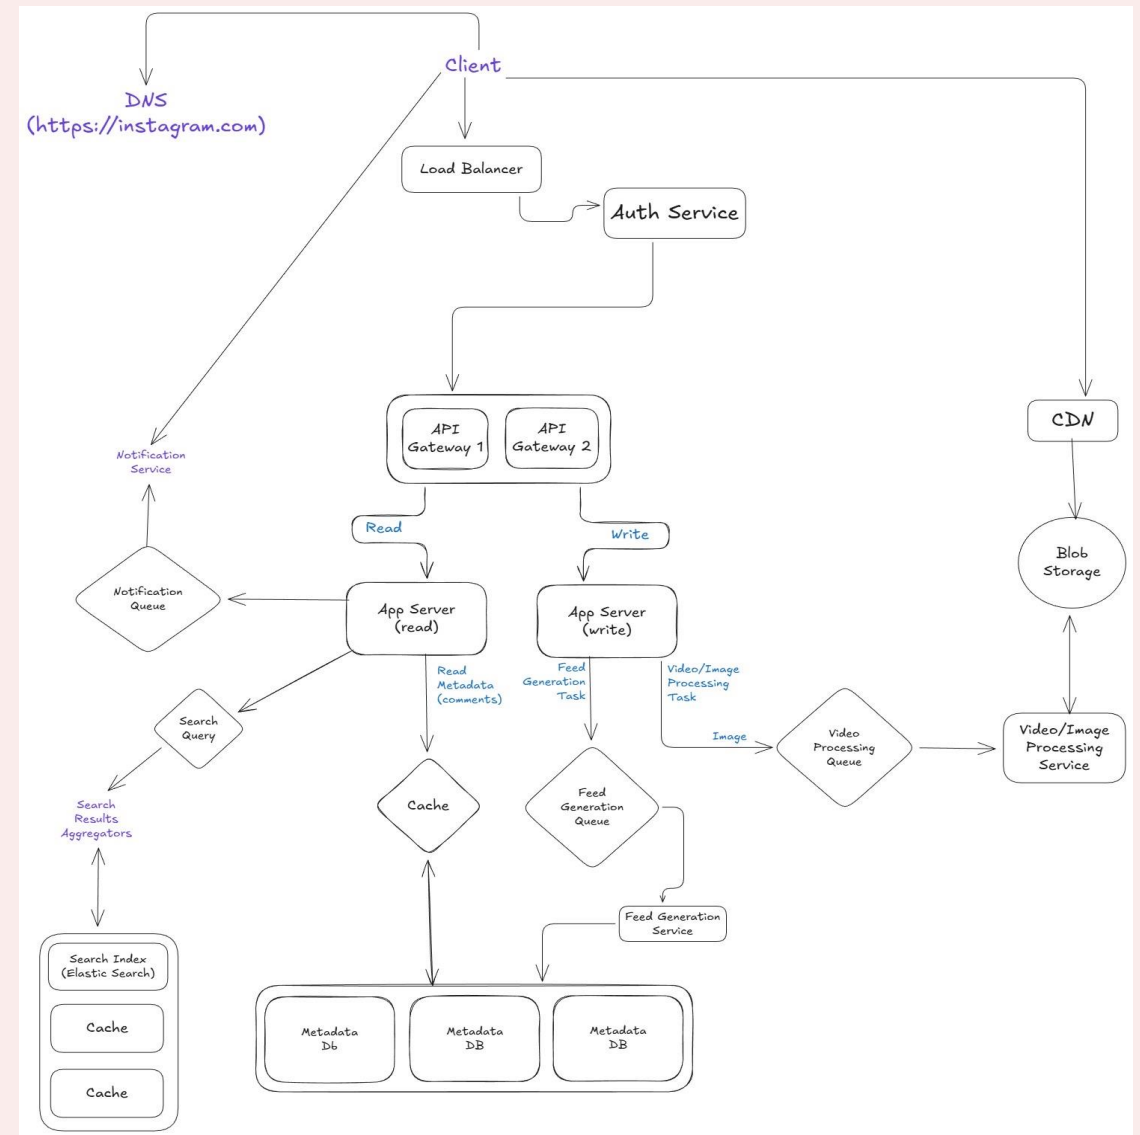 Client
DNS
(https://instagram.com)
Load Balancer
Auth Service
API
Gateway 1
API
Gateway 2
CDN
Notification
Service
Read
Write
Blob
Storage
Notification
Queue
App Server
(read)
App Server
(write)
Read
Metadata
(comments)
Feed
Generation
Task
Video/Image
Processing
Task
Image
Search
Query
Video
Processing
Queue
Video/Image
Processing
Service
Search
Results
Aggregators
Cache
Feed
Generation
Queue
Feed Generation
Service
Search Index
(Elastic Search)
Cache
Cache
Metadata
Db
Metadata
DB
Metadata
DB